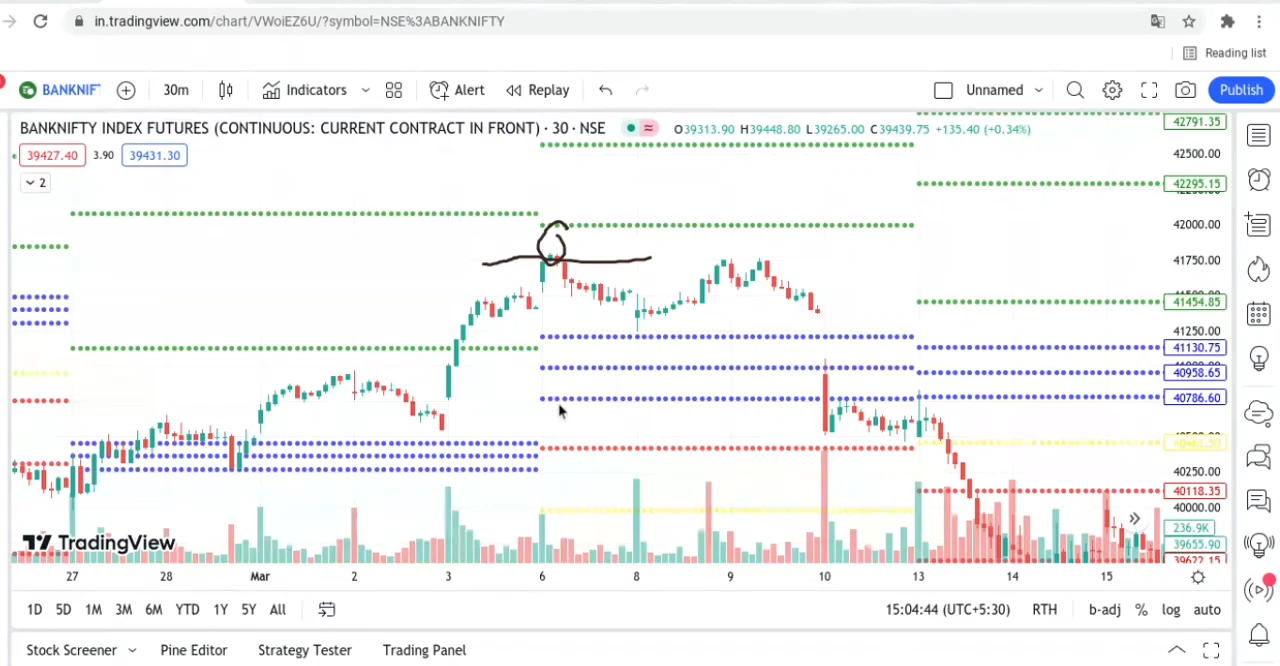 in.tradingview.com/chart/VWoiEZ6U/?symbol=NSE%3ABANKNIFTY
Reading list
BANKNIFT 30m Indicators Alert Replay Unnamed Publish
BANKNIFTY INDEX FUTURES (CONTINUOUS: CURRENT CONTRACT IN FRONT) · 30 · NSE O39313.90 H39448.80 L39265.00 C39439.75 +135.40 (+0.34%)
39427.40 3.90 39431.30
2
42791.35
42500.00
42295.15
42000.00
41750.00
41454.85
41250.00
41130.75
40958.65
40786.60
40250.00
40118.35
40000.00
236.9K
39655.90
39622.15
TradingView
27 28 Mar 2 3 6 7 8 9 10 13 14 15
1D 5D 1M 3M 6M YTD 1Y 5Y All 15:04:44 (UTC+5:30) RTH b-adj % log auto
Stock Screener Pine Editor Strategy Tester Trading Panel